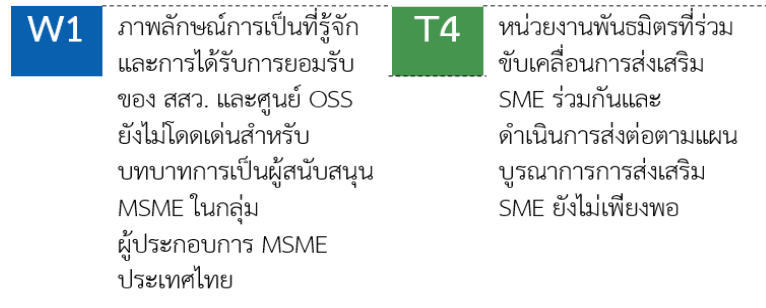 W1
ภาพลักษณ์การเป็นที่รู้จัก
และการได้รับการยอมรับ
ของ สสว. และศูนย์ OSS
ยังไม่โดดเด่นสำหรับ
บทบาทการเป็นผู้สนับสนุน
MSME ในกลุ่ม
ผู้ประกอบการ MSME
ประเทศไทย
T4
หน่วยงานพันธมิตรที่ร่วม
ขับเคลื่อนการส่งเสริม
SME ร่วมกันและ
ดำเนินการส่งต่อตามแผน
บูรณาการการส่งเสริม
SME ยังไม่เพียงพอ